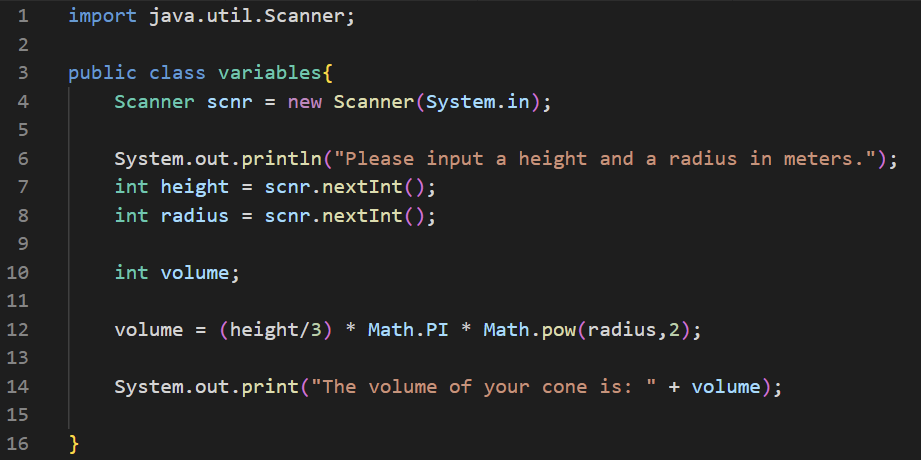 1 import java.util.Scanner;
2
3 public class variables{
4     Scanner scnr = new Scanner(System.in);
5
6     System.out.println("Please input a height and a radius in meters.");
7     int height = scnr.nextInt();
8     int radius = scnr.nextInt();
9
10     int volume;
11
12     volume = (height/3) * Math.PI * Math.pow(radius,2);
13
14     System.out.print("The volume of your cone is: " + volume);
15
16 }